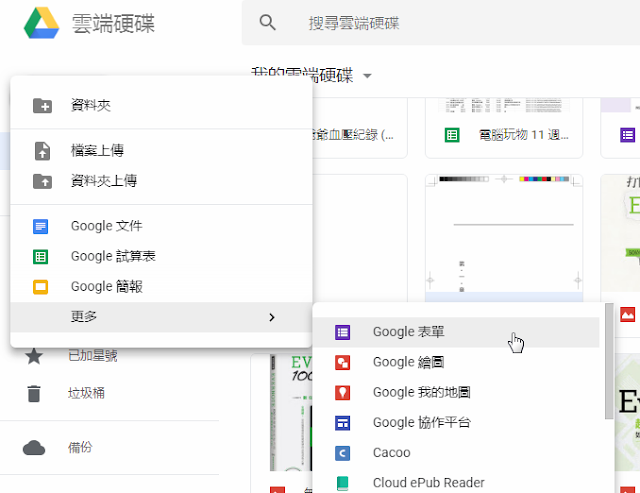 雲端硬碟
搜尋雲端硬碟
我的雲端硬碟
資料夾
檔案上傳
資料夾上傳
Google 文件
Google 試算表
Google 簡報
更多
爺血壓紀錄 (...
電腦玩物 11 週...
Google 表單
Google 繪圖
Google 我的地圖
Google 協作平台
Cacoo
Cloud ePub Reader
已加星號
垃圾桶
備份